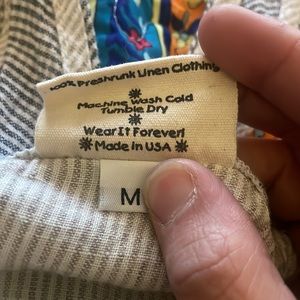 100% Preshrunk Linen Clothing
Machine Wash Cold
Tumble Dry
Wear It Forever!
Made in USA
M